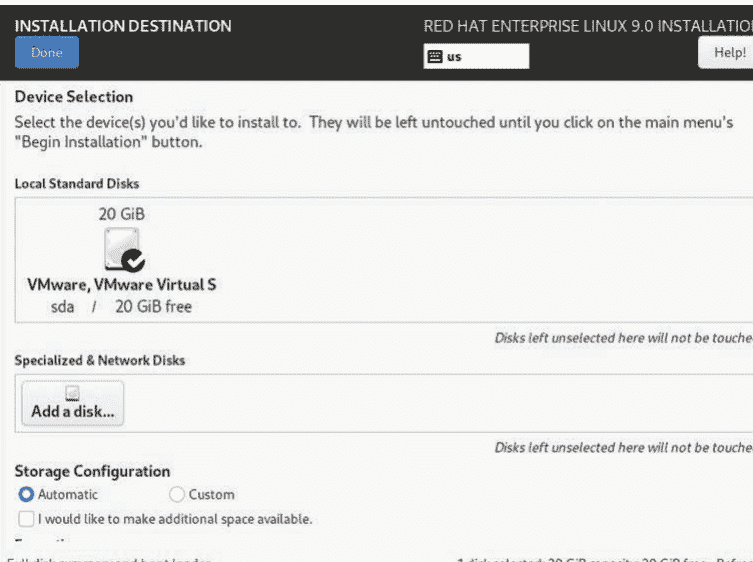 INSTALLATION DESTINATION
RED HAT ENTERPRISE LINUX 9.0 INSTALLATIO
Done
us
Help!
Device Selection
Select the device(s) you'd like to install to. They will be left untouched until you click on the main menu's
"Begin Installation" button.
Local Standard Disks
20 GiB
VMware, VMware Virtual S
sda / 20 GiB free
Disks left unselected here will not be touche
Specialized & Network Disks
Add a disk...
Disks left unselected here will not be touche
Storage Configuration
Automatic
Custom
I would like to make additional space available.